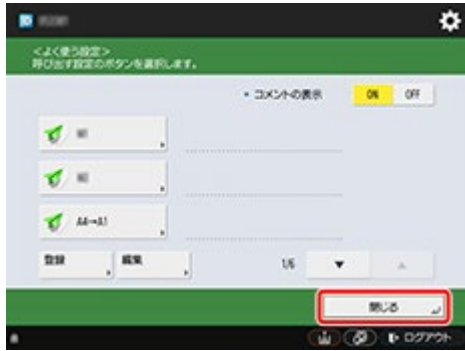 <よく使う設定>
呼び出す設定のボタンを選択します。
• コメントの表示 ON OFF
A4→A1
登録 編集 1/6 ▼ ▲
閉じる
ログアウト